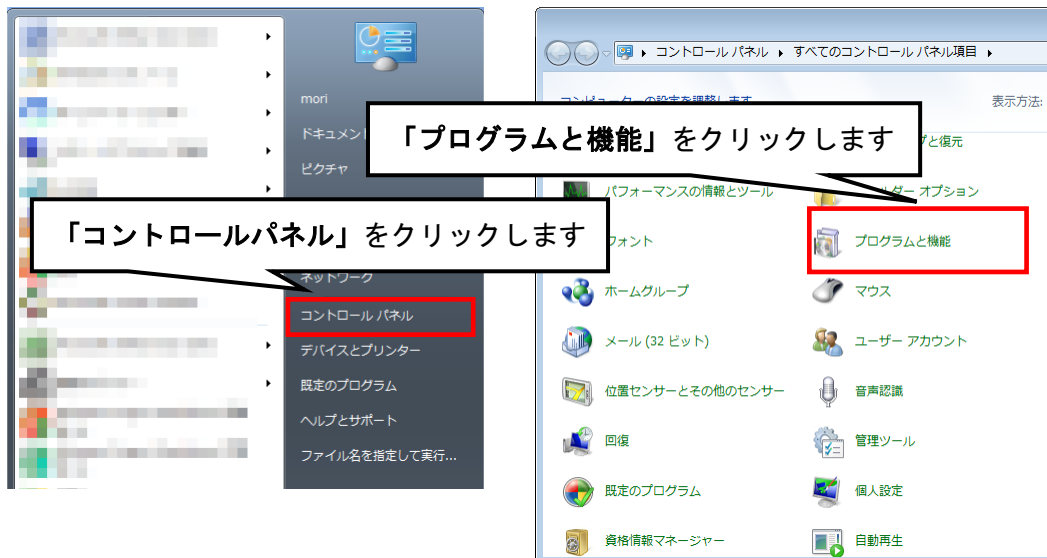 mori
ドキュメン
ピクチャ
「コントロールパネル」をクリックします
ネットワーク
コントロール パネル
デバイスとプリンター
既定のプログラム
ヘルプとサポート
ファイル名を指定して実行...
コントロール パネル
すべてのコントロール パネル項目
コンピューターの設定を調整します
表示方法:
「プログラムと機能」をクリックします
プと復元
パフォーマンスの情報とツール
ルダー オプション
フォント
プログラムと機能
ホームグループ
マウス
メール (32 ビット)
ユーザー アカウント
位置センサーとその他のセンサー
音声認識
回復
管理ツール
既定のプログラム
個人設定
資格情報マネージャー
自動再生